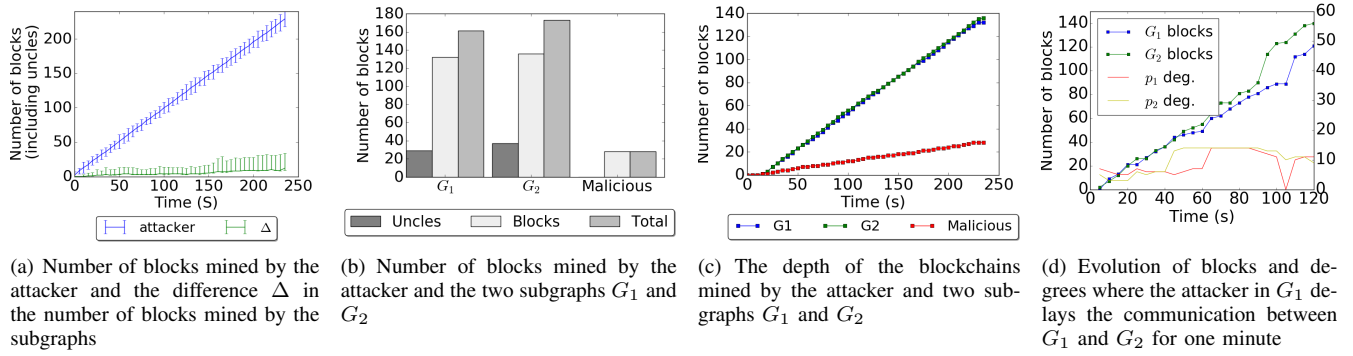 Number of blocks
(including uncles)
200
150
100
50
0
0 50 100 150 200 250
Time (S)
attacker Δ
(a) Number of blocks mined by the
attacker and the difference Δ in
the number of blocks mined by the
subgraphs
Number of blocks
180
160
140
120
100
80
60
40
20
0
G1 G2 Malicious
Uncles Blocks Total
(b) Number of blocks mined by the
attacker and the two subgraphs G1 and
G2
Number of blocks
140
120
100
80
60
40
20
0
0 50 100 150 200 250
Time (s)
G1 G2 Malicious
(c) The depth of the blockchains
demined by the attacker and two sub-
graphs G1 and G2
Number of blocks
140
120
100
80
60
40
20
0
G1 blocks
G2 blocks
p1 deg.
p2 deg.
60
50
40
30
20
10
0
0 20 40 60 80 100 120
Time (s)
(d) Evolution of blocks and de-
grees where the attacker in G1 de-
lays the communication between
G1 and G2 for one minute